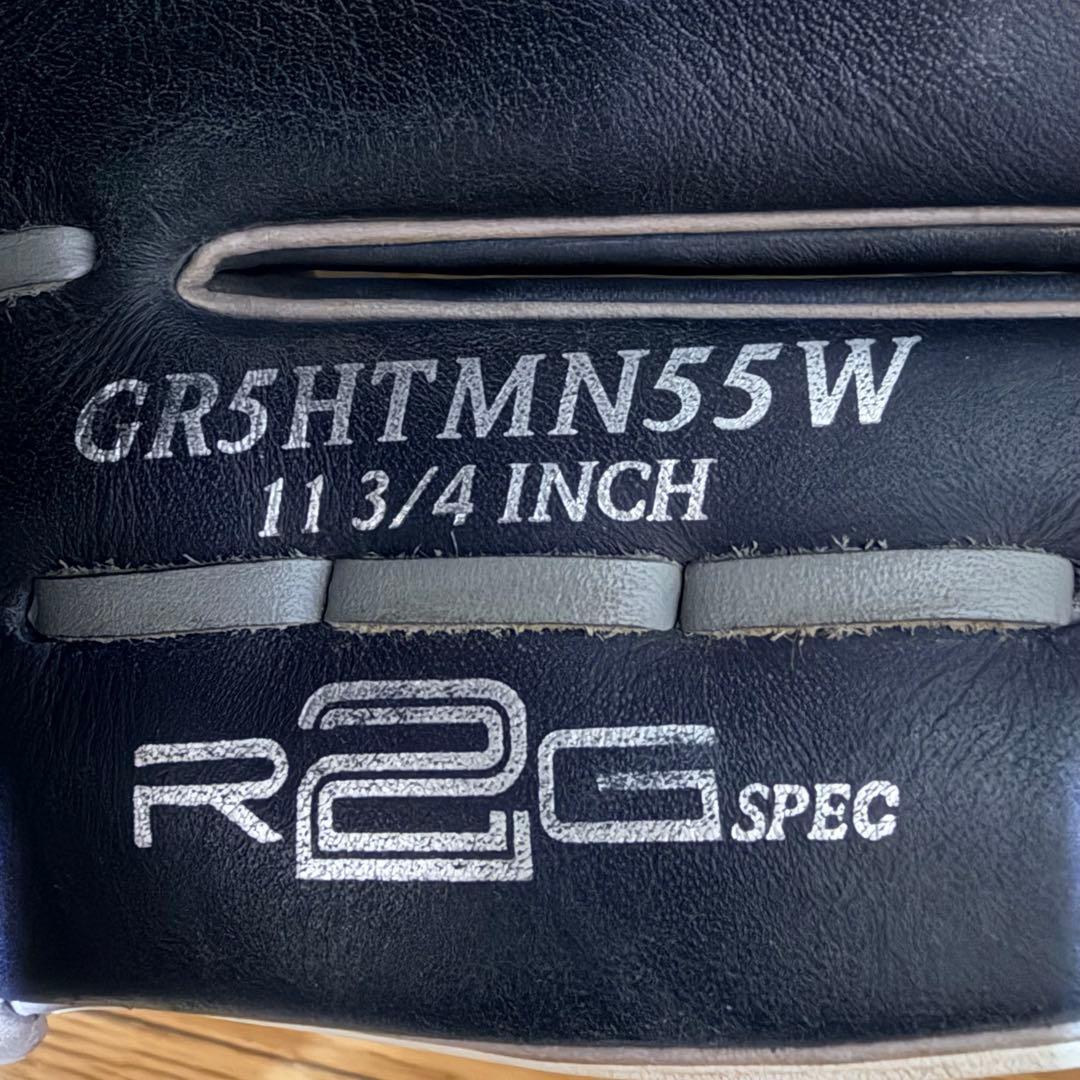 GR5HTMN55W
11 3/4 INCH
R2G SPEC